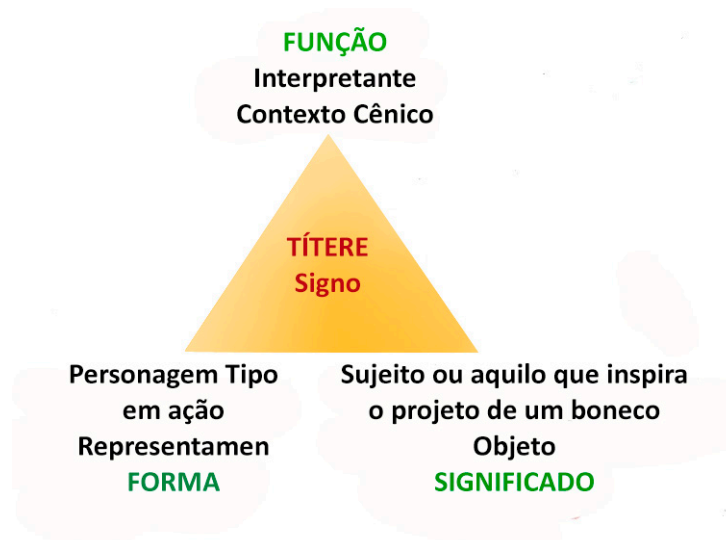 FUNÇÃO
Interpretante
Contexto Cênico
TÍTERE
Signo
Personagem Tipo
em ação
Representamen
FORMA
Sujeito ou aquilo que inspira
o projeto de um boneco
Objeto
SIGNIFICADO